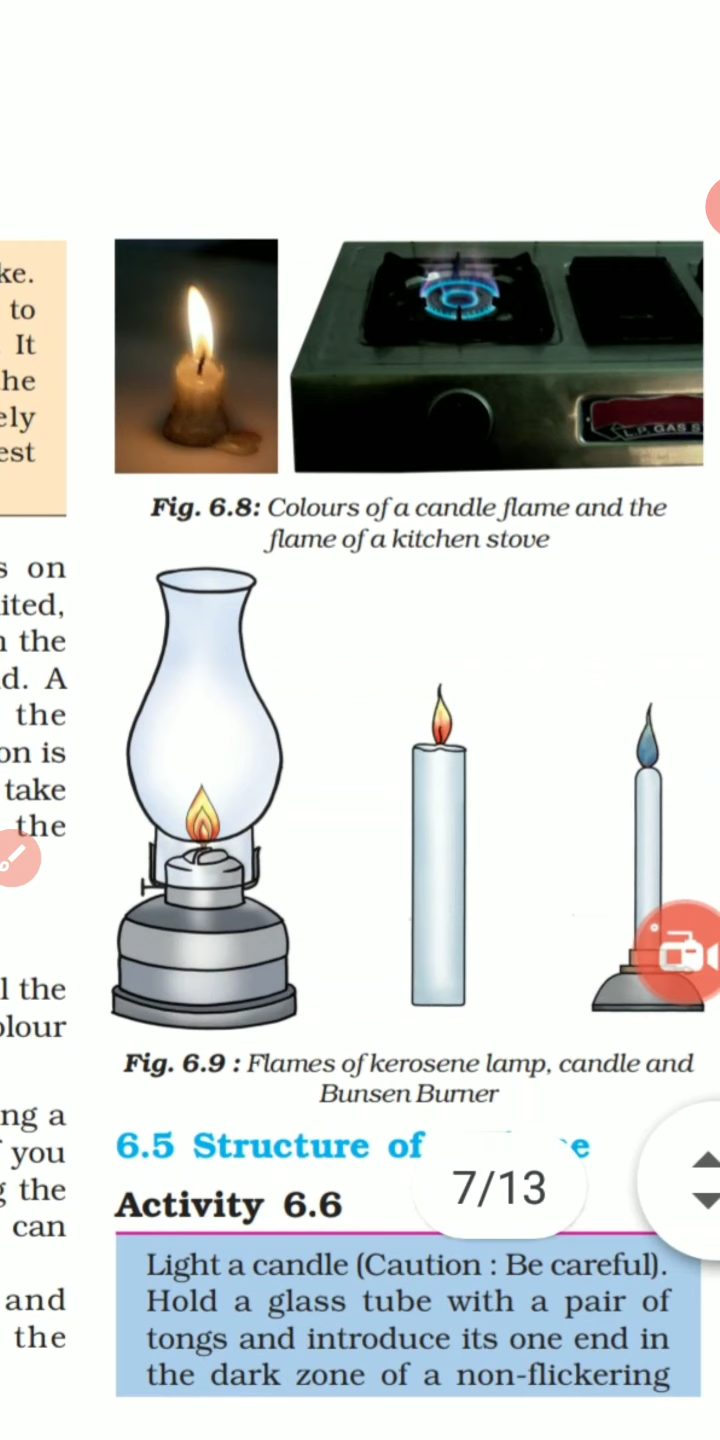 ke.
to
It
he
ely
est
s on
ited,
the
d. A
the
on is
take
the
l the
olour
ng a
you
the
can
and
the
L.P. GAS S
Fig. 6.8: Colours of a candle flame and the
flame of a kitchen stove
Fig. 6.9 : Flames of kerosene lamp, candle and
Bunsen Burner
6.5 Structure of
7/13
Activity 6.6
Light a candle (Caution : Be careful).
Hold a glass tube with a pair of
tongs and introduce its one end in
the dark zone of a non-flickering